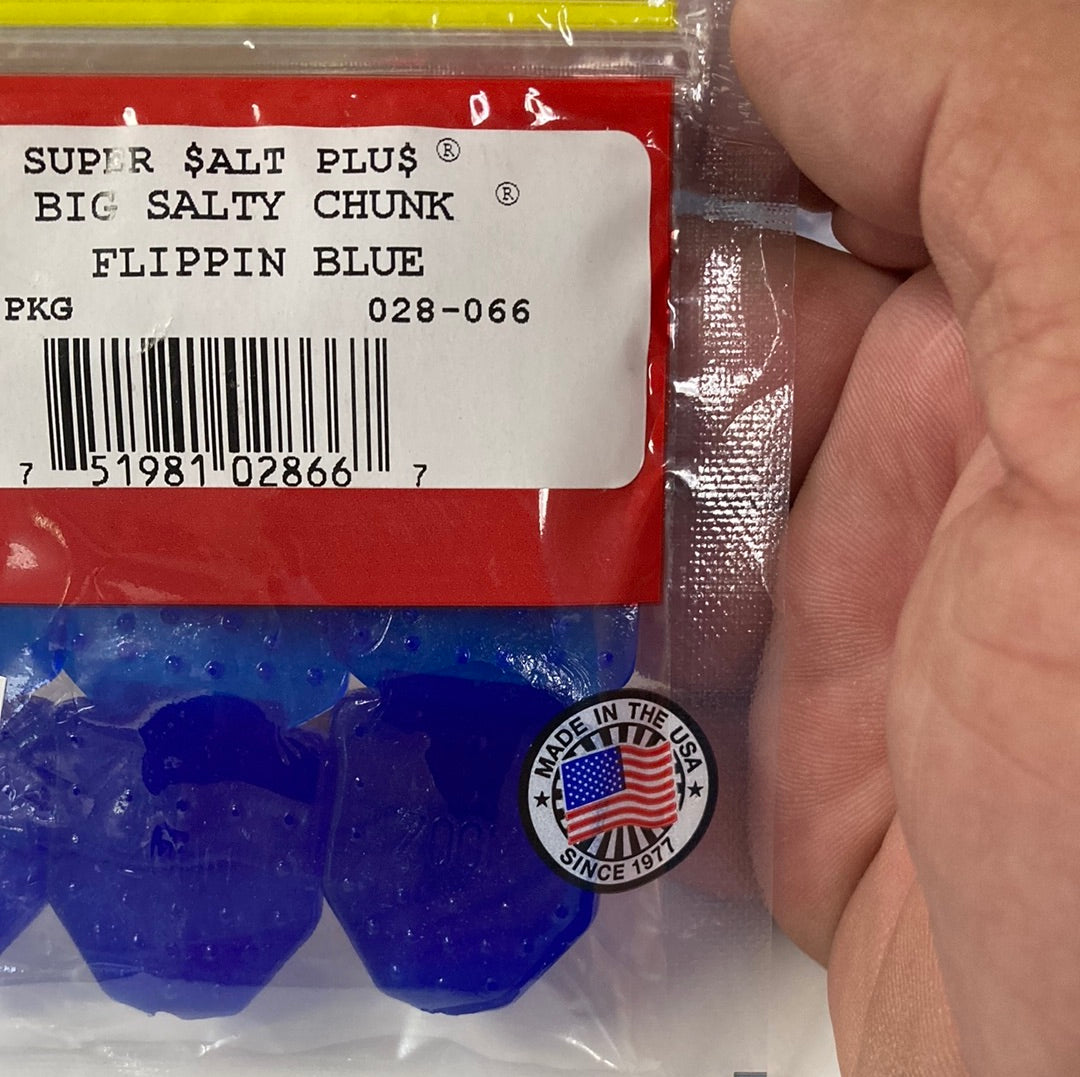 SUPER $ALT PLU$ ®
BIG SALTY CHUNK ®
FLIPPIN BLUE
PKG 028-066
7 51981 02866 7
MADE IN THE USA
SINCE 1977